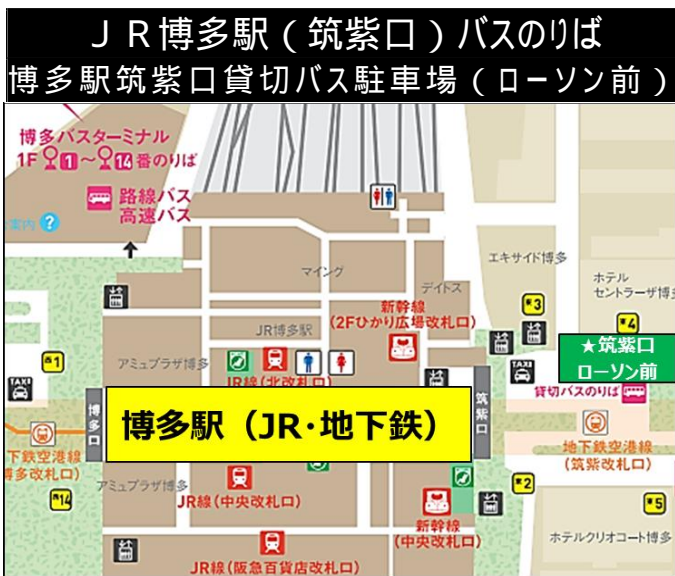 JR博多駅(筑紫口)バスのりば
博多駅筑紫口貸切バス駐車場(ローソン前)
博多バスターミナル
1F 1~14番のりば
路線バス
高速バス
案内 ?
マイング
デイトス
エキサイド博多
ホテル
セントラーザ博多
新幹線
(2Fひかり広場改札口)
JR博多駅
東3
東4
西1
アミュプラザ博多
JR線(北改札口)
★筑紫口
ローソン前
TAXI
TAXI
貸切バスのりば
博多口
博多駅(JR・地下鉄)
筑紫口
下鉄空港線
博多改札口)
地下鉄空港線
(筑紫改札口)
西14
アミュプラザ博多
JR線(中央改札口)
新幹線
(中央改札口)
東2
東5
ホテルクリオコート博多
JR線(阪急百貨店改札口)